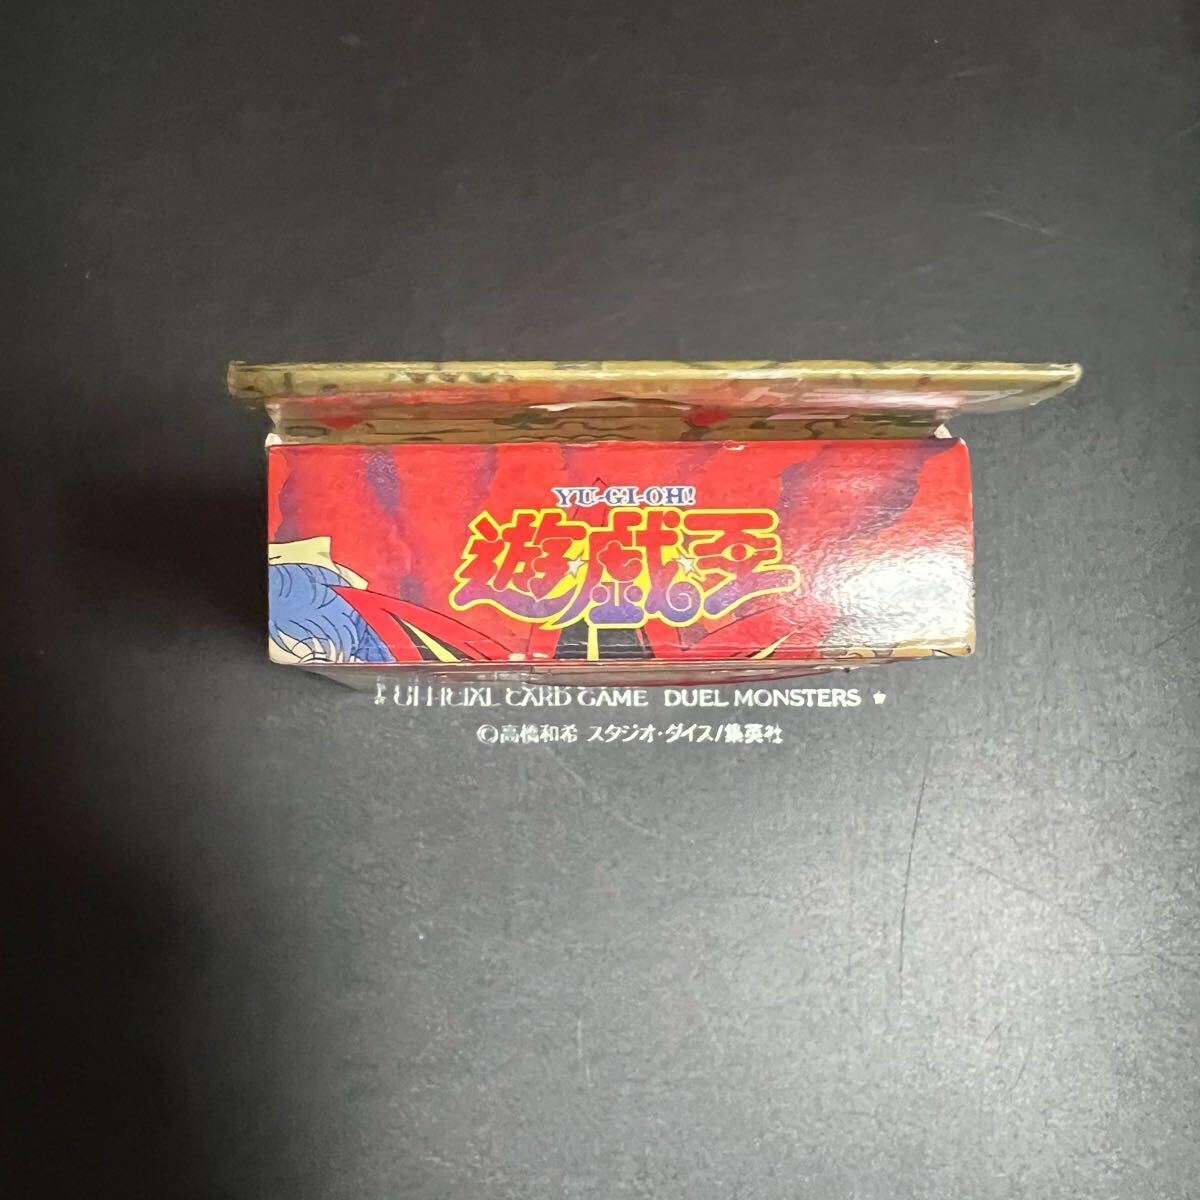 YU-GI-OH!
遊戯王
OFFICIAL CARD GAME DUEL MONSTERS
©高橋和希 スタジオ・ダイス/集英社